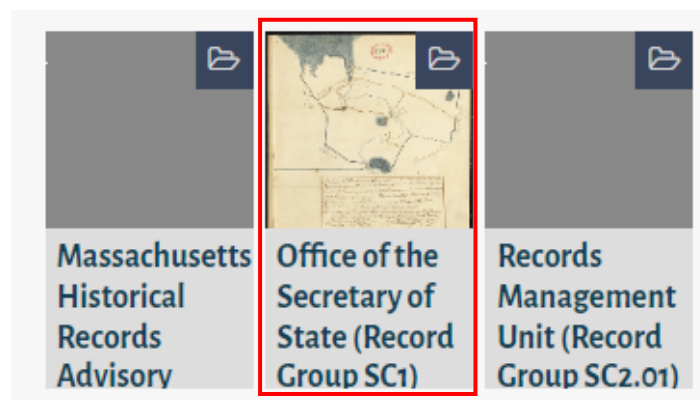 Massachusetts
Historical
Records
Advisory
Office of the
Secretary of
State (Record
Group SC1)
Records
Management
Unit (Record
Group SC2.01)